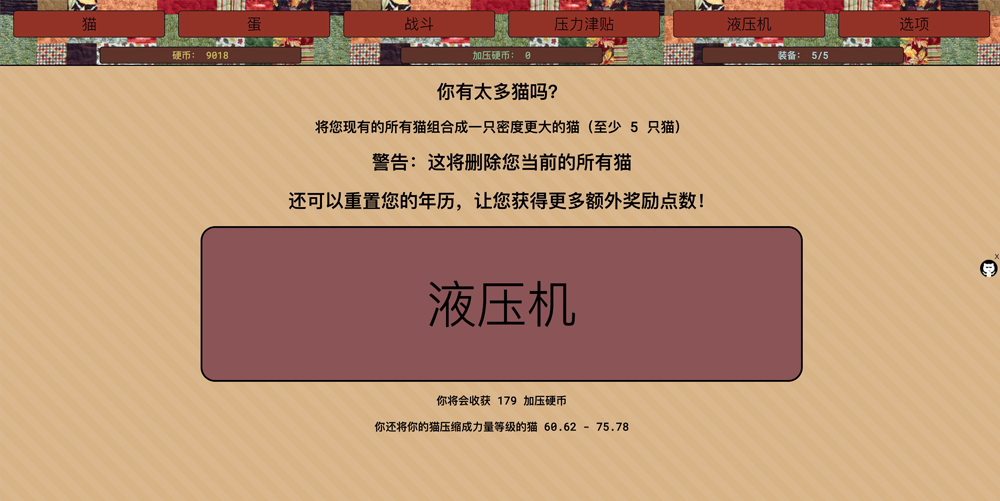 猫 蛋 战斗 压力津贴 液压机 选项
硬币： 9018 加压硬币： 0 装备： 5/5
你有太多猫吗?
将您现有的所有猫组合成一只密度更大的猫（至少 5 只猫）
警告：这将删除您当前的所有猫
还可以重置您的年历，让您获得更多额外奖励点数！
x
液压机
你将会收获 179 加压硬币
你还将你的猫压缩成力量等级的猫 60.62 - 75.78